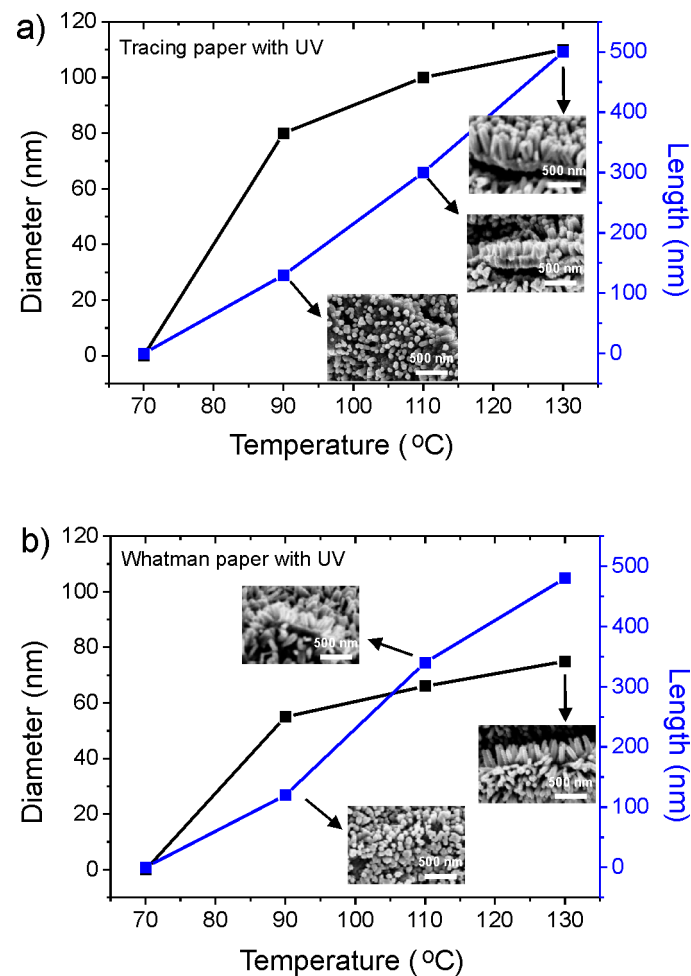 a)
Tracing paper with UV
120
100
80
60
40
20
0
Diameter (nm)
500
400
300
200
100
0
Length (nm)
500 nm
500 nm
500 nm
70 80 90 100 110 120 130
Temperature (°C)
b)
Whatman paper with UV
120
100
80
60
40
20
0
Diameter (nm)
500
400
300
200
100
0
Length (nm)
500 nm
500 nm
500 nm
70 80 90 100 110 120 130
Temperature (°C)